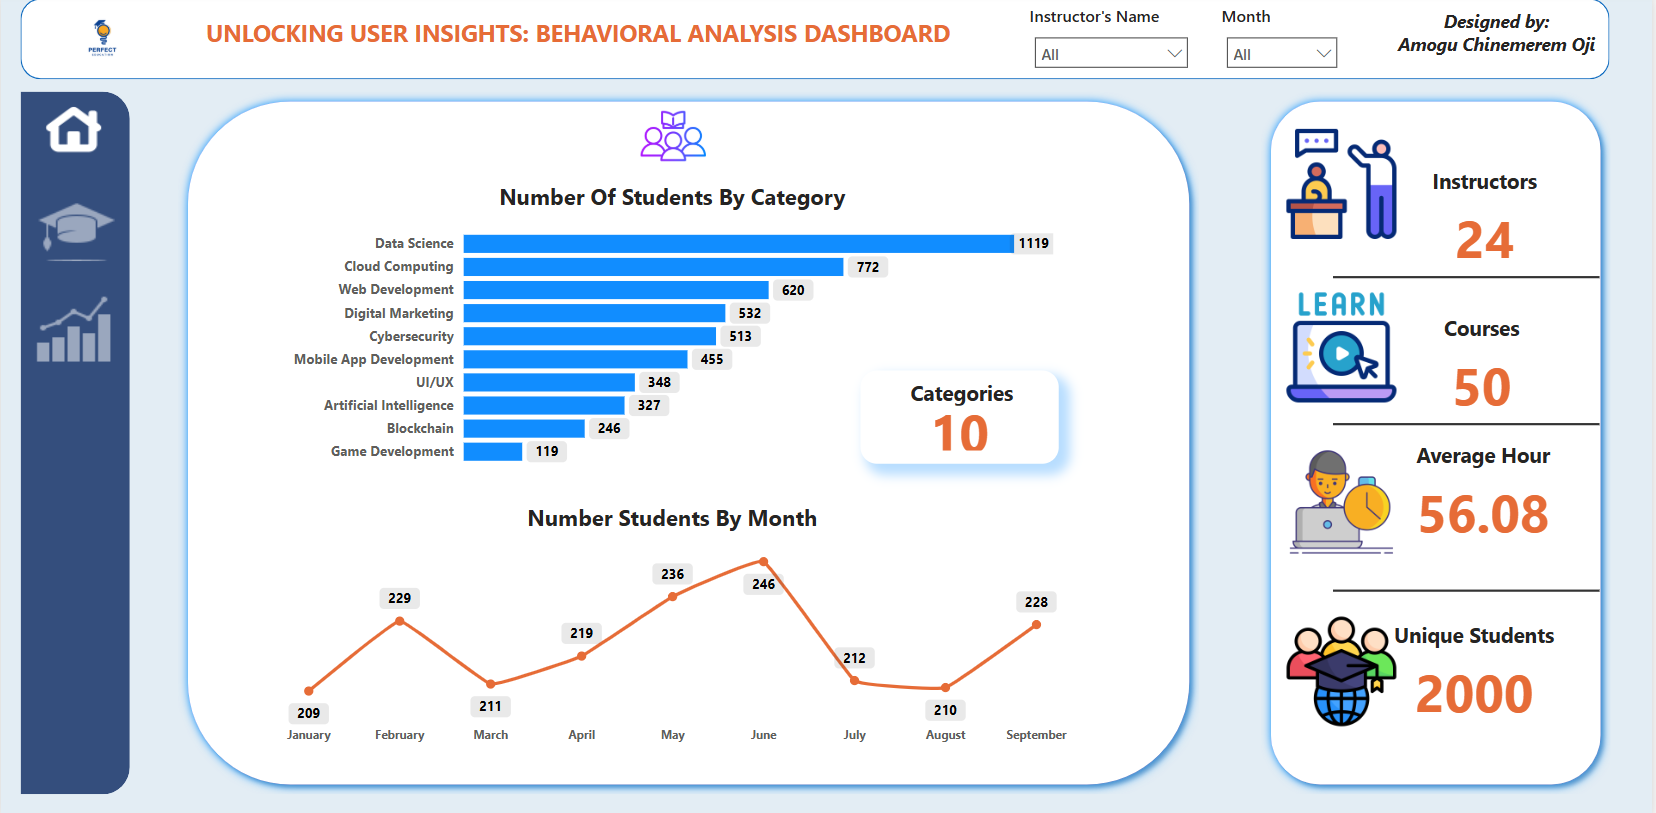 PERFECT
UNLOCKING USER INSIGHTS: BEHAVIORAL ANALYSIS DASHBOARD
Instructor's Name
All
Month
All
Designed by:
Amogu Chinemerem Oji
Number Of Students By Category
Data Science 1119
Cloud Computing 772
Web Development 620
Digital Marketing 532
Cybersecurity 513
Mobile App Development 455
UI/UX 348
Artificial Intelligence 327
Blockchain 246
Game Development 119
Categories
10
Number Students By Month
209
229
211
219
236
246
212
210
228
January February March April May June July August September
Instructors
24
LEARN
Courses
50
Average Hour
56.08
Unique Students
2000